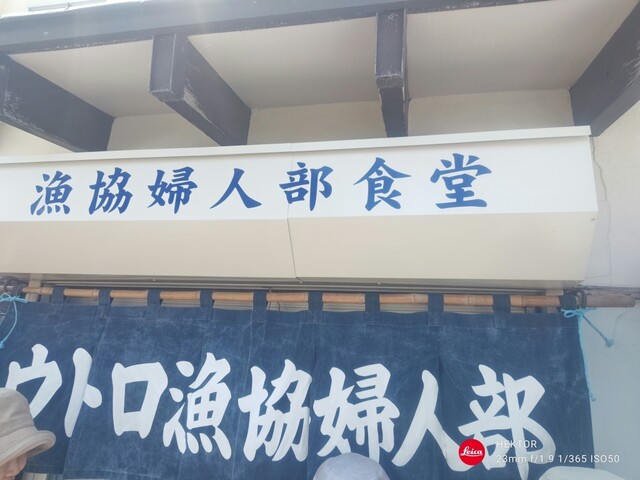 漁協婦人部食堂
ウトロ漁協婦人部
Leica
HEKTOR
23mm f/1.9 1/365 ISO50